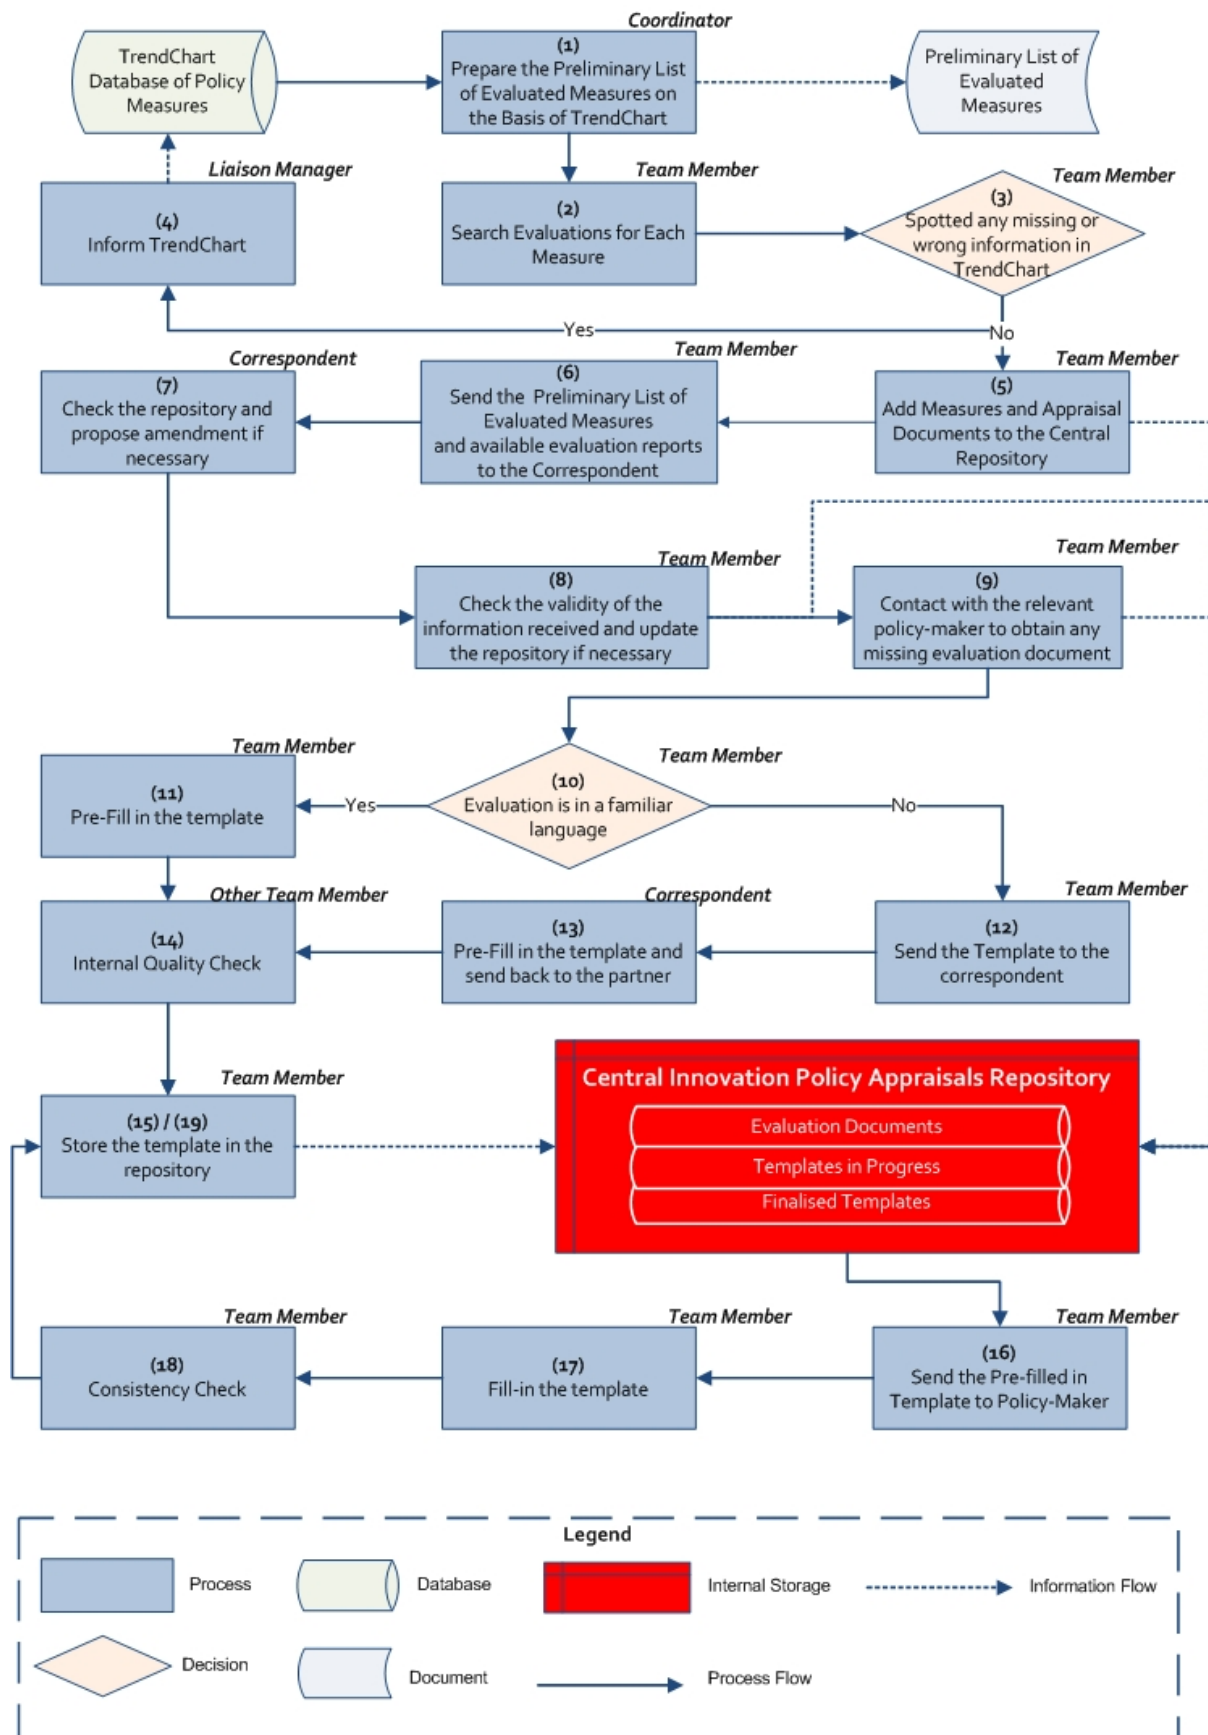 Coordinator
TrendChart
Database of Policy
Measures
(1)
Prepare the Preliminary List
of Evaluated Measures on
the Basis of TrendChart
Preliminary List of
Evaluated
Measures
Liaison Manager
(4)
Inform TrendChart
Team Member
(2)
Search Evaluations for Each
Measure
Team Member
(3)
Spotted any missing or
wrong information in
TrendChart
Yes
No
Correspondent
(7)
Check the repository and
propose amendment if
necessary
Team Member
(6)
Send the Preliminary List of
Evaluated Measures
and available evaluation reports
to the Correspondent
Team Member
(5)
Add Measures and Appraisal
Documents to the Central
Repository
Team Member
(8)
Check the validity of the
information received and update
the repository if necessary
Team Member
(9)
Contact with the relevant
policy-maker to obtain any
missing evaluation document
Team Member
(11)
Pre-Fill in the template
Yes
Team Member
(10)
Evaluation is in a familiar
language
No
Other Team Member
(14)
Internal Quality Check
Correspondent
(13)
Pre-Fill in the template and
send back to the partner
Team Member
(12)
Send the Template to the
correspondent
Team Member
(15) / (19)
Store the template in the
repository
Central Innovation Policy Appraisals Repository
Evaluation Documents
Templates in Progress
Finalised Templates
Team Member
(18)
Consistency Check
Team Member
(17)
Fill-in the template
Team Member
(16)
Send the Pre-filled in
Template to Policy-Maker
Legend
Process
Database
Internal Storage
Information Flow
Decision
Document
Process Flow